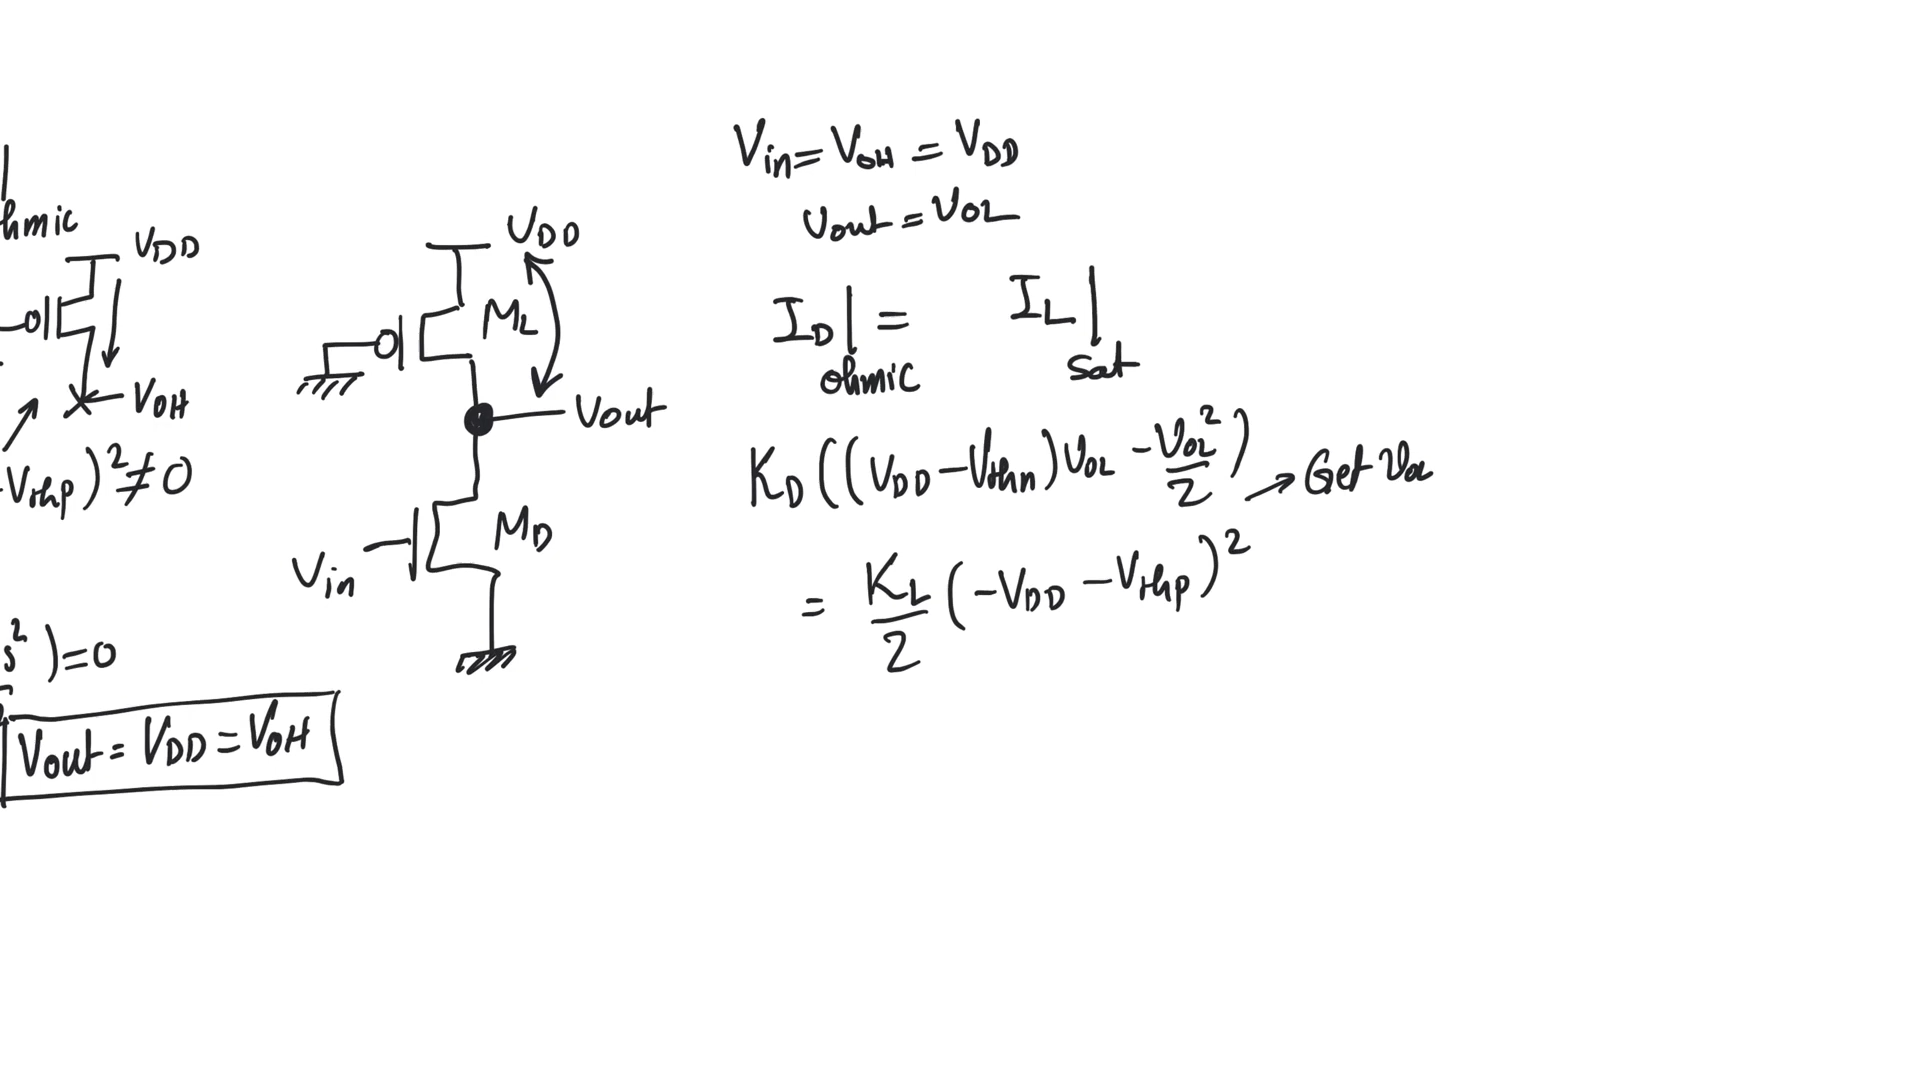 hmic
VDD
VOH
-Vthp)² ≠ 0
s² ) = 0
Vout = VDD = VOH
VDD
ML
Vout
MD
Vin
Vin = VOH = VDD
Vout = VOL
ID|ohmic = IL|sat
KD((VDD - Vthn)VOL - VOL²/2) → Get VOL
= KL/2 (-VDD - Vthp)²